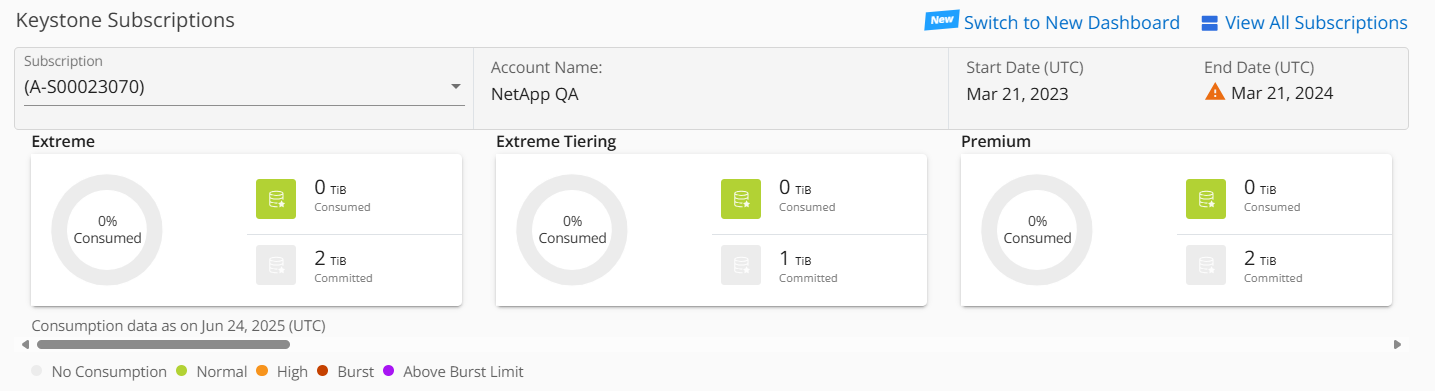 Keystone Subscriptions
New Switch to New Dashboard
View All Subscriptions
Subscription
(A-S00023070)
Account Name:
NetApp QA
Start Date (UTC)
Mar 21, 2023
End Date (UTC)
Mar 21, 2024
Extreme
0%
Consumed
0 TiB
Consumed
2 TiB
Committed
Extreme Tiering
0%
Consumed
0 TiB
Consumed
1 TiB
Committed
Premium
0%
Consumed
0 TiB
Consumed
2 TiB
Committed
Consumption data as on Jun 24, 2025 (UTC)
No Consumption Normal High Burst Above Burst Limit